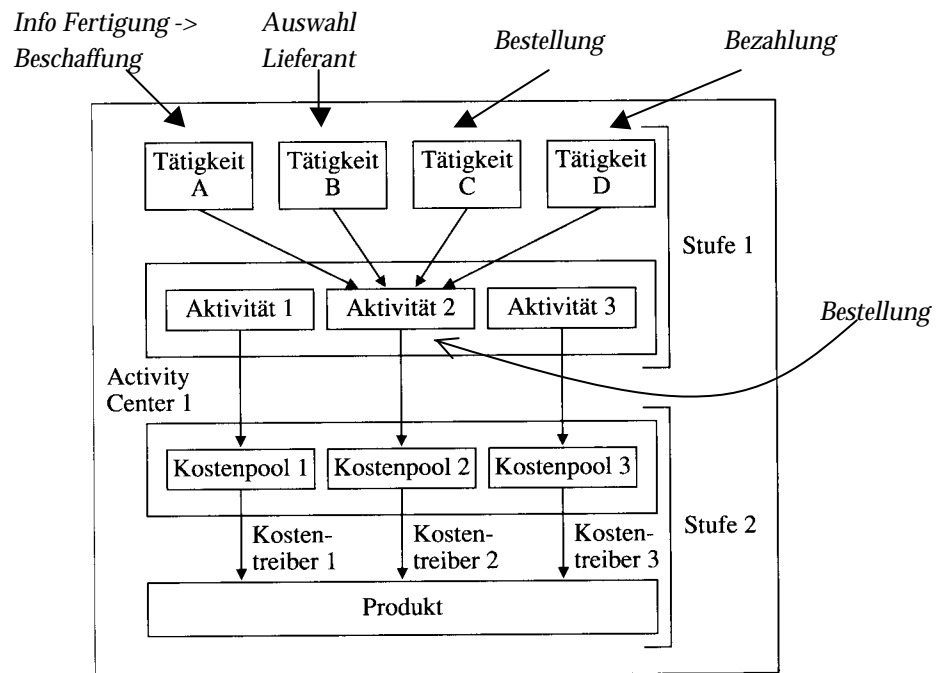 Info Fertigung ->
Beschaffung
Auswahl
Lieferant
Bestellung
Bezahlung
Tätigkeit
A
Tätigkeit
B
Tätigkeit
C
Tätigkeit
D
Stufe 1
Aktivität 1
Aktivität 2
Aktivität 3
Bestellung
Activity
Center 1
Kostenpool 1
Kostenpool 2
Kostenpool 3
Stufe 2
Kosten-
treiber 1
Kosten-
treiber 2
Kosten-
treiber 3
Produkt